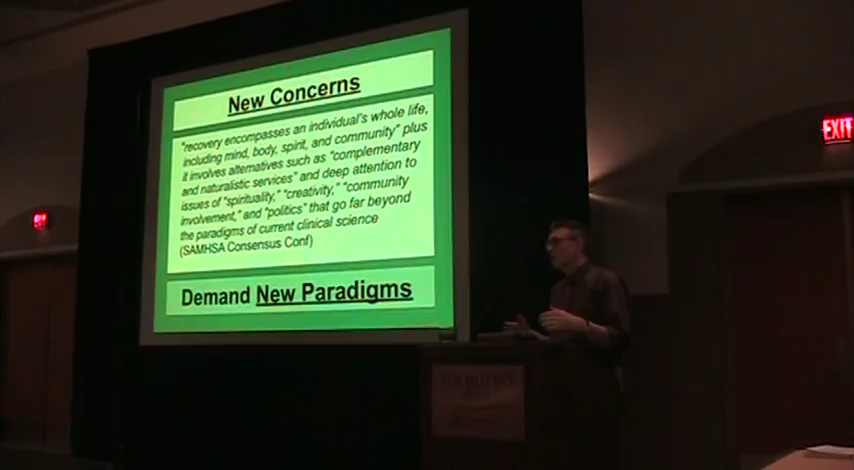 New Concerns
"recovery encompasses an individual's whole life,
including mind, body, spirit, and community" plus
it involves alternatives such as "complementary
and naturalistic services" and deep attention to
issues of "spirituality," "creativity," "community
involvement," and "politics" that go far beyond
the paradigms of current clinical science
(SAMHSA Consensus Conf)
Demand New Paradigms
EXIT
EXIT